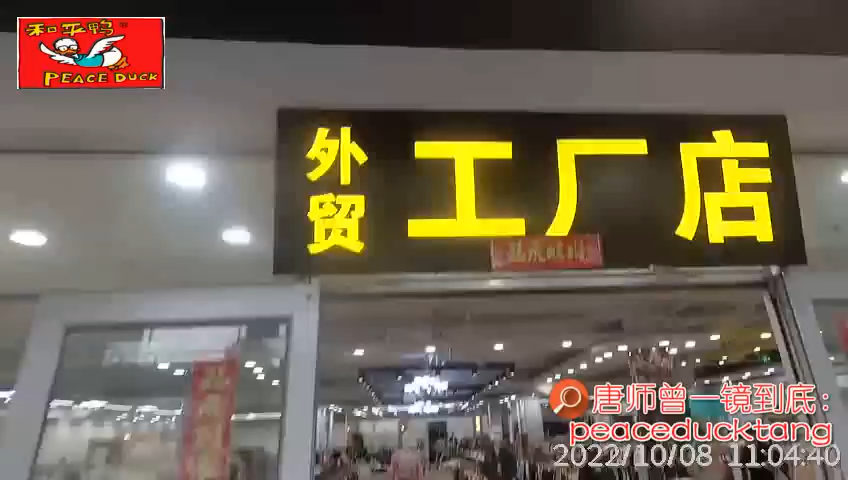 和平鸭
PEACE DUCK
外贸
工厂店
唐师曾一镜到底:
peaceducktang
2022/10/08 11:04:40